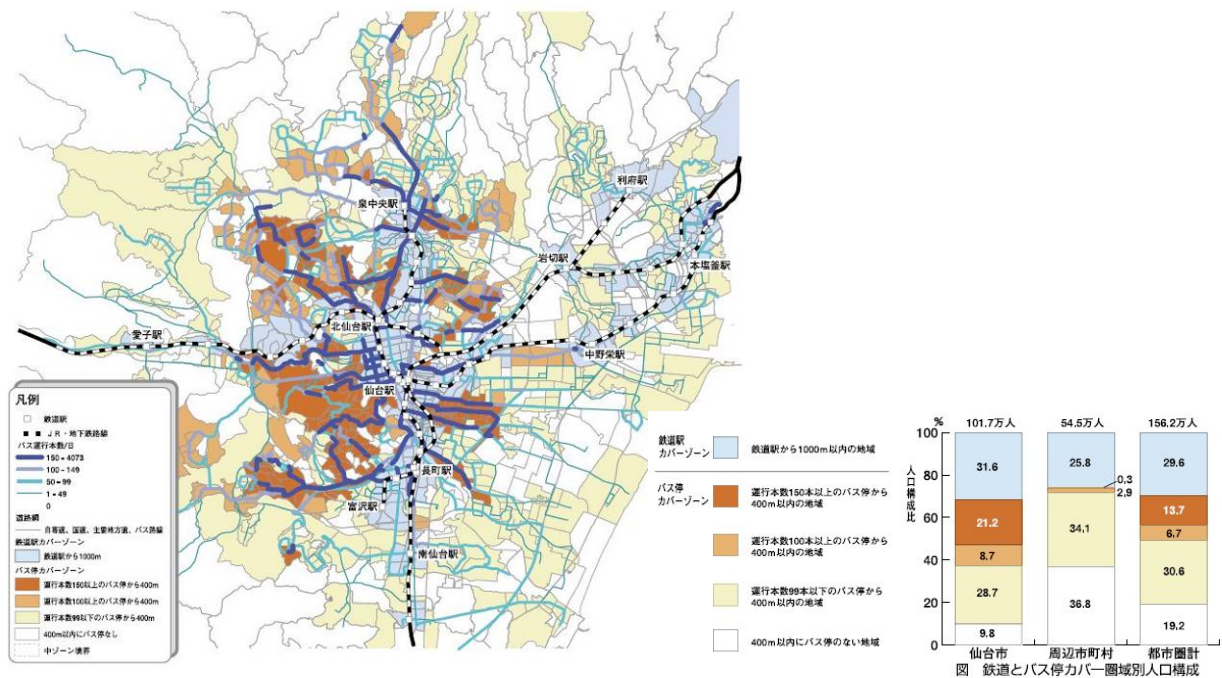 利府駅
泉中央駅
岩切駅
本塩釜駅
北仙台駅
愛子駅
中野栄駅
仙台駅
長町駅
富沢駅
南仙台駅
凡例
鉄道駅
JR・地下鉄路線
バス運行本数/日
150 - 4073
100 - 149
50 - 99
1 - 49
0
道路網
自専道、国道、主要地方道、バス路線
鉄道駅カバーゾーン
鉄道駅から1000m
バス停カバーゾーン
運行本数150以上のバス停から400m
運行本数100以上のバス停から400m
運行本数99以下のバス停から400m
400m以内にバス停なし
中ゾーン境界
鉄道駅
カバーゾーン
鉄道駅から1000m以内の地域
バス停
カバーゾーン
運行本数150本以上のバス停から
400m以内の地域
運行本数100本以上のバス停から
400m以内の地域
運行本数99本以下のバス停から
400m以内の地域
400m以内にバス停のない地域
% 101.7万人 54.5万人 156.2万人
人口構成比
100
80
60
40
20
0
31.6
21.2
8.7
28.7
9.8
25.8
0.3
2.9
34.1
36.8
29.6
13.7
6.7
30.6
19.2
仙台市 周辺市町村 都市圏計
図 鉄道とバス停カバー圏域別人口構成